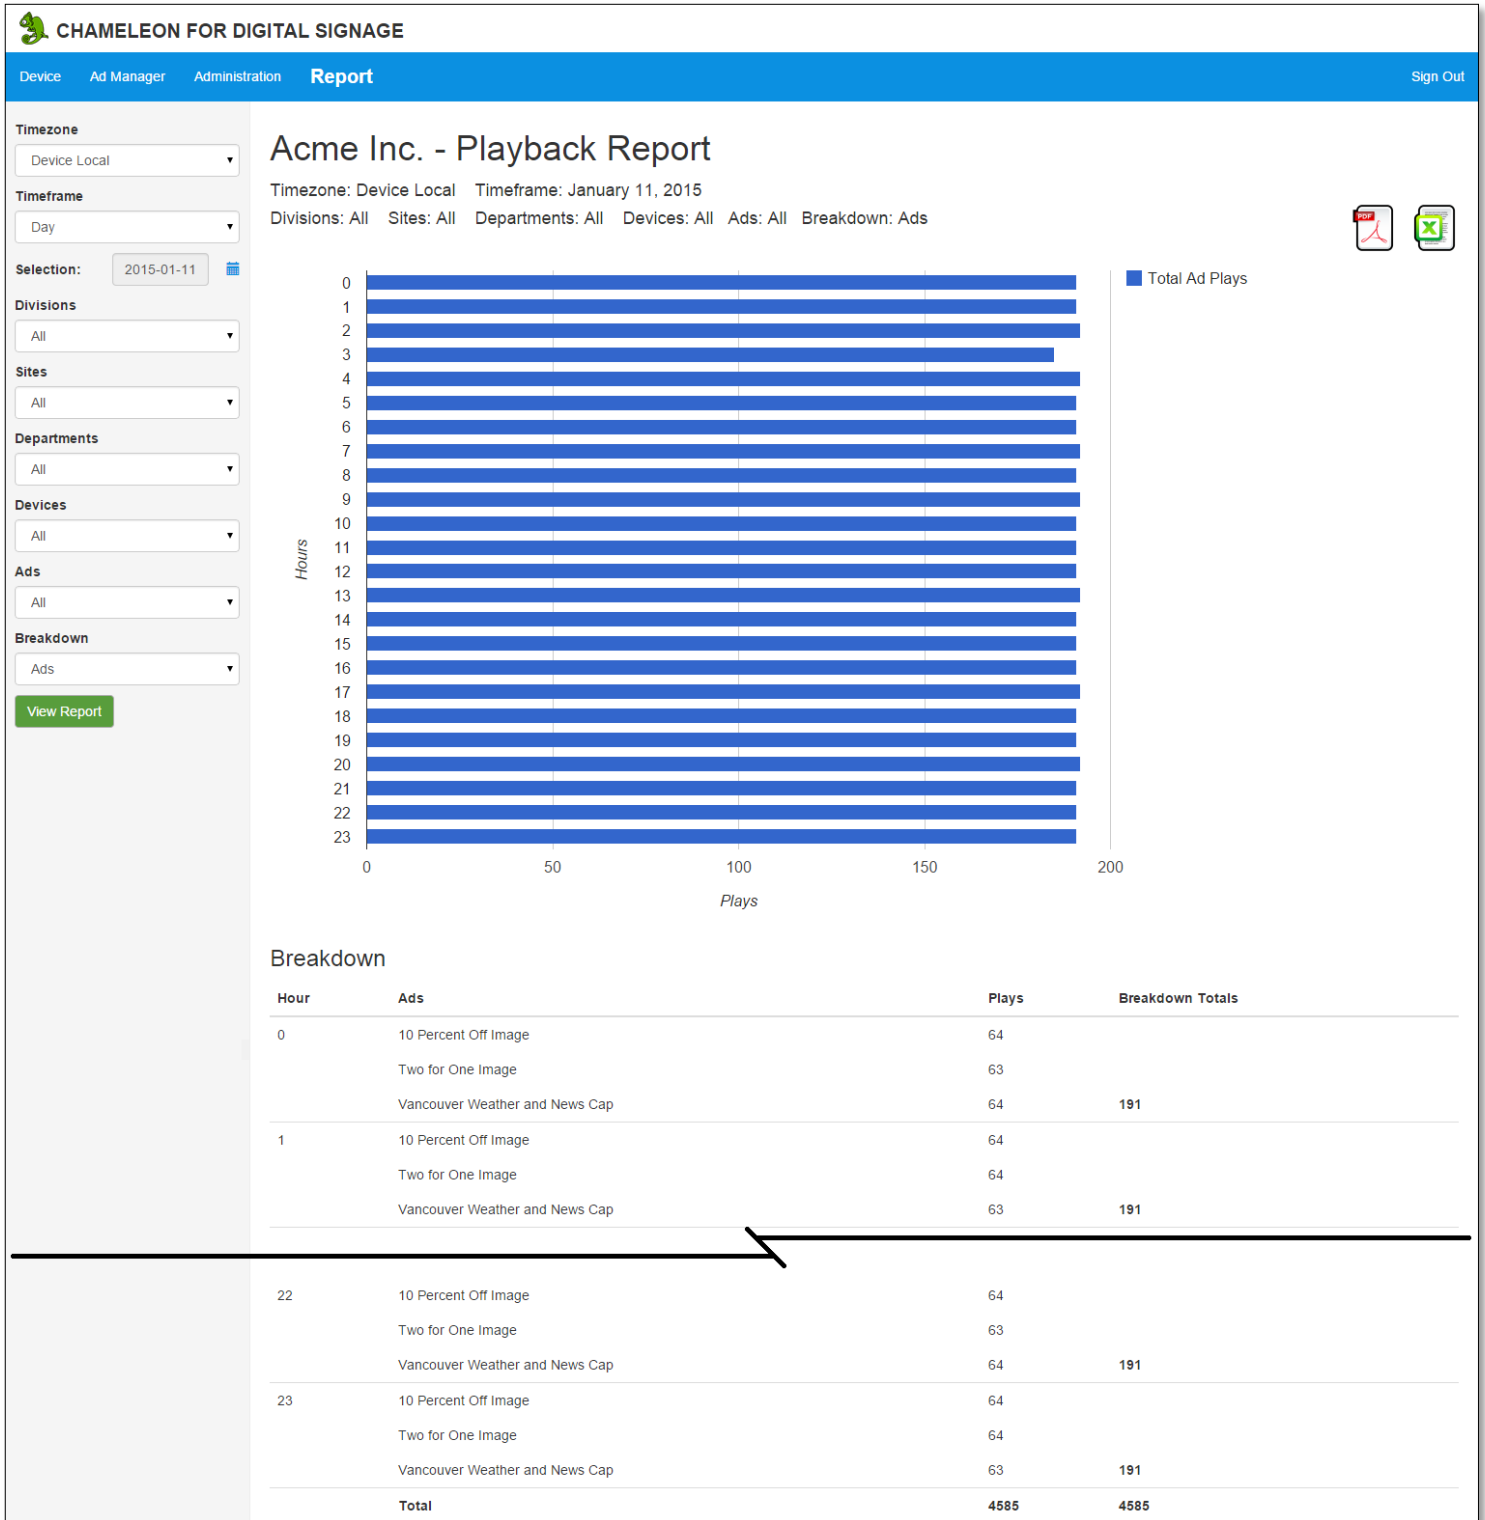 CHAMELEON FOR DIGITAL SIGNAGE
Device Ad Manager Administration Report Sign Out
Timezone
Device Local
Timeframe
Day
Selection: 2015-01-11
Divisions
All
Sites
All
Departments
All
Devices
All
Ads
All
Breakdown
Ads
View Report
Acme Inc. - Playback Report
Timezone: Device Local Timeframe: January 11, 2015
Divisions: All Sites: All Departments: All Devices: All Ads: All Breakdown: Ads
PDF
X
Total Ad Plays
Hours
0
1
2
3
4
5
6
7
8
9
10
11
12
13
14
15
16
17
18
19
20
21
22
23
0 50 100 150 200
Plays
Breakdown
Hour Ads Plays Breakdown Totals
0 10 Percent Off Image 64
Two for One Image 63
Vancouver Weather and News Cap 64 191
1 10 Percent Off Image 64
Two for One Image 64
Vancouver Weather and News Cap 63 191
22 10 Percent Off Image 64
Two for One Image 63
Vancouver Weather and News Cap 64 191
23 10 Percent Off Image 64
Two for One Image 64
Vancouver Weather and News Cap 63 191
Total 4585 4585